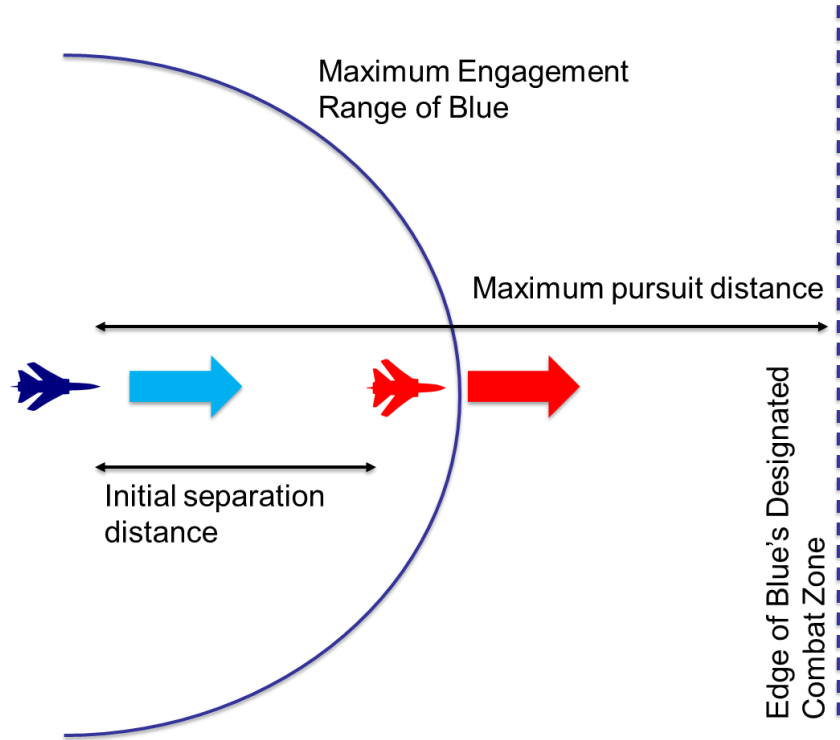 Maximum Engagement
Range of Blue
Maximum pursuit distance
Initial separation
distance
Edge of Blue's Designated
Combat Zone